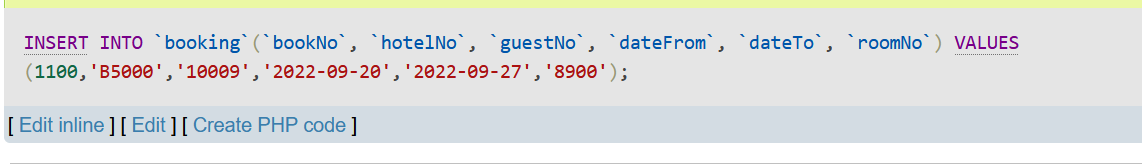 INSERT INTO `booking`(`bookNo`, `hotelNo`, `guestNo`, `dateFrom`, `dateTo`, `roomNo`) VALUES
(1100,'B5000','10009','2022-09-20','2022-09-27','8900');
[ Edit inline ] [ Edit ] [ Create PHP code ]